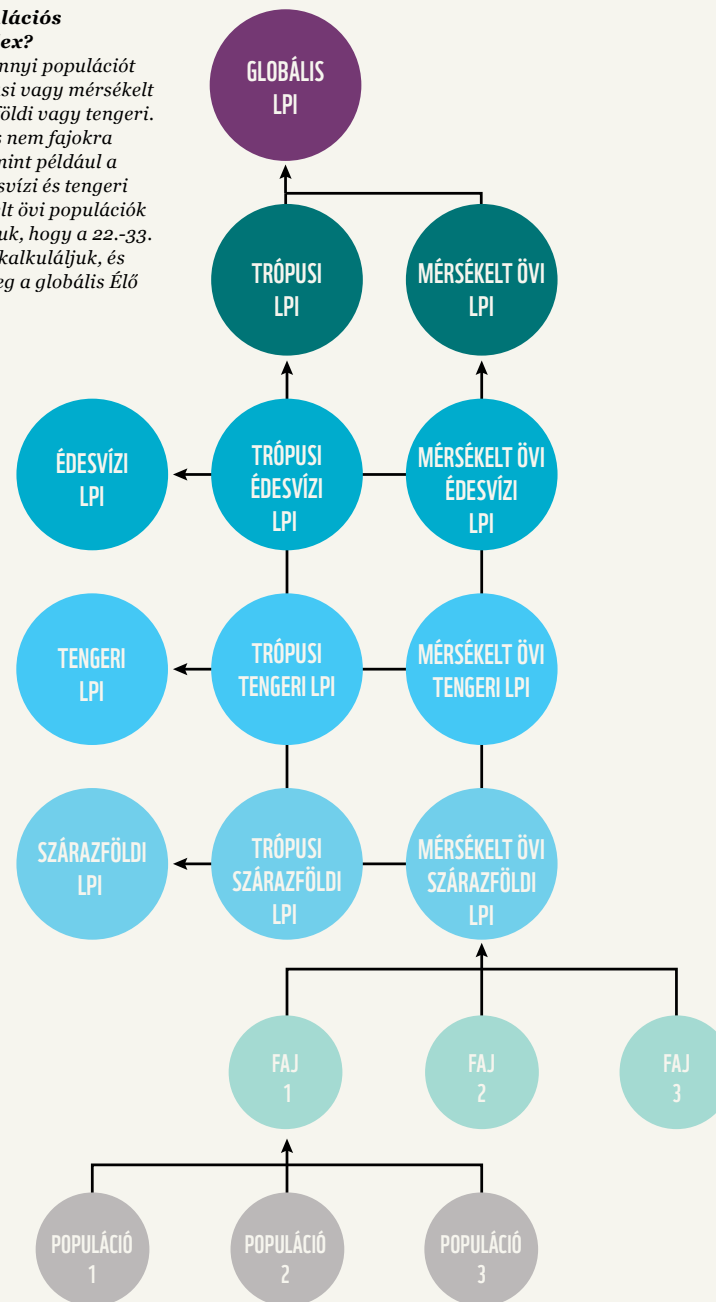 lációs
lex?
nnyi populációt
si vagy mérsékelt
földi vagy tengeri.
s nem fajokra
mint például a
svízi és tengeri
lt övi populációk
uk, hogy a 22.-33.
kalkuláljuk, és
eg a globális Élő
GLOBÁLIS
LPI
TRÓPUSI
LPI
MÉRSÉKELT ÖVI
LPI
ÉDESVÍZI
LPI
TRÓPUSI
ÉDESVÍZI
LPI
MÉRSÉKELT ÖVI
ÉDESVÍZI
LPI
TENGERI
LPI
TRÓPUSI
TENGERI LPI
MÉRSÉKELT ÖVI
TENGERI LPI
SZÁRAZFÖLDI
LPI
TRÓPUSI
SZÁRAZFÖLDI
LPI
MÉRSÉKELT ÖVI
SZÁRAZFÖLDI
LPI
FAJ
1
FAJ
2
FAJ
3
POPULÁCIÓ
1
POPULÁCIÓ
2
POPULÁCIÓ
3